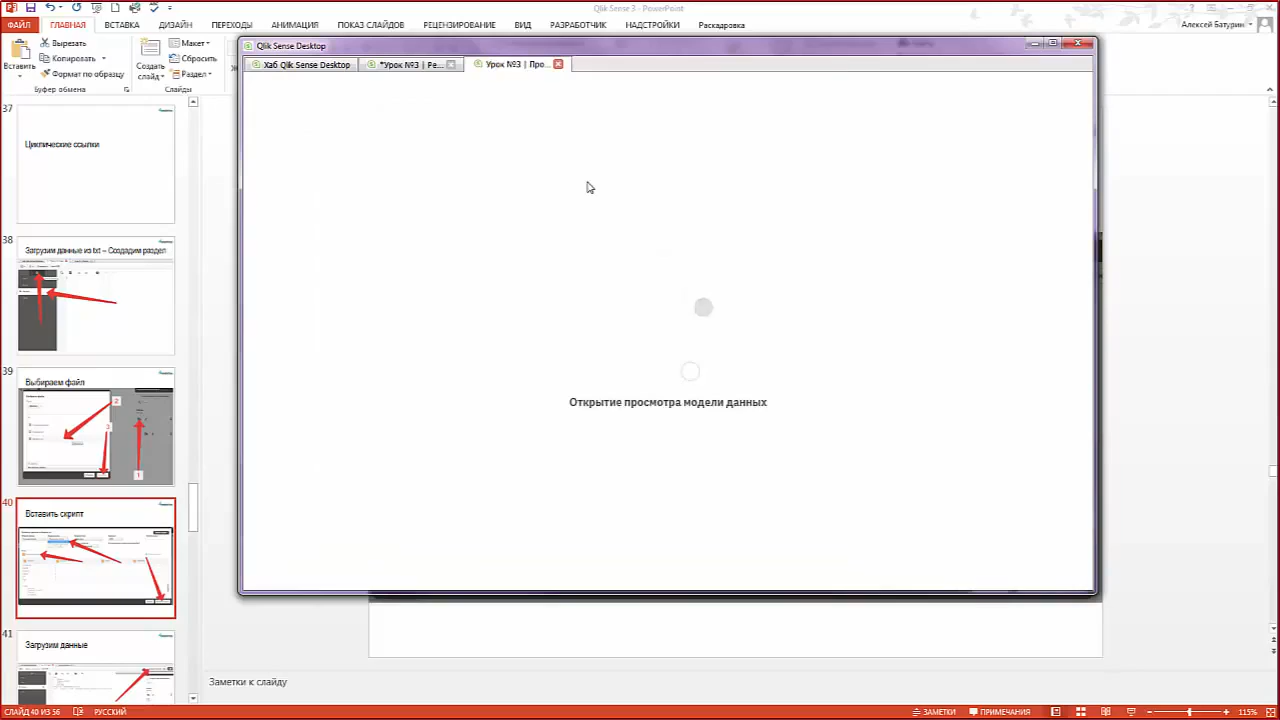 Qlik Sense 3 - PowerPoint
ФАЙЛ ГЛАВНАЯ ВСТАВКА ДИЗАЙН ПЕРЕХОДЫ АНИМАЦИЯ ПОКАЗ СЛАЙДОВ РЕЦЕНЗИРОВАНИЕ ВИД РАЗРАБОТЧИК НАДСТРОЙКИ Раскадровка Алексей Батурин
Вставить
Вырезать
Копировать
Формат по образцу
Буфер обмена
Создать
слайд
Макет
Сбросить
Раздел
Слайды
Qlik Sense Desktop
Хаб Qlik Sense Desktop *Урок №3 | Ре... Урок №3 | Про...
Открытие просмотра модели данных
37
Циклические ссылки
38
Загрузим данные из txt – Создадим раздел
39
Выбираем файл
2
3
1
40
Вставить скрипт
41
Загрузим данные
Заметки к слайду
СЛАЙД 40 ИЗ 56 РУССКИЙ ЗАМЕТКИ ПРИМЕЧАНИЯ 115%